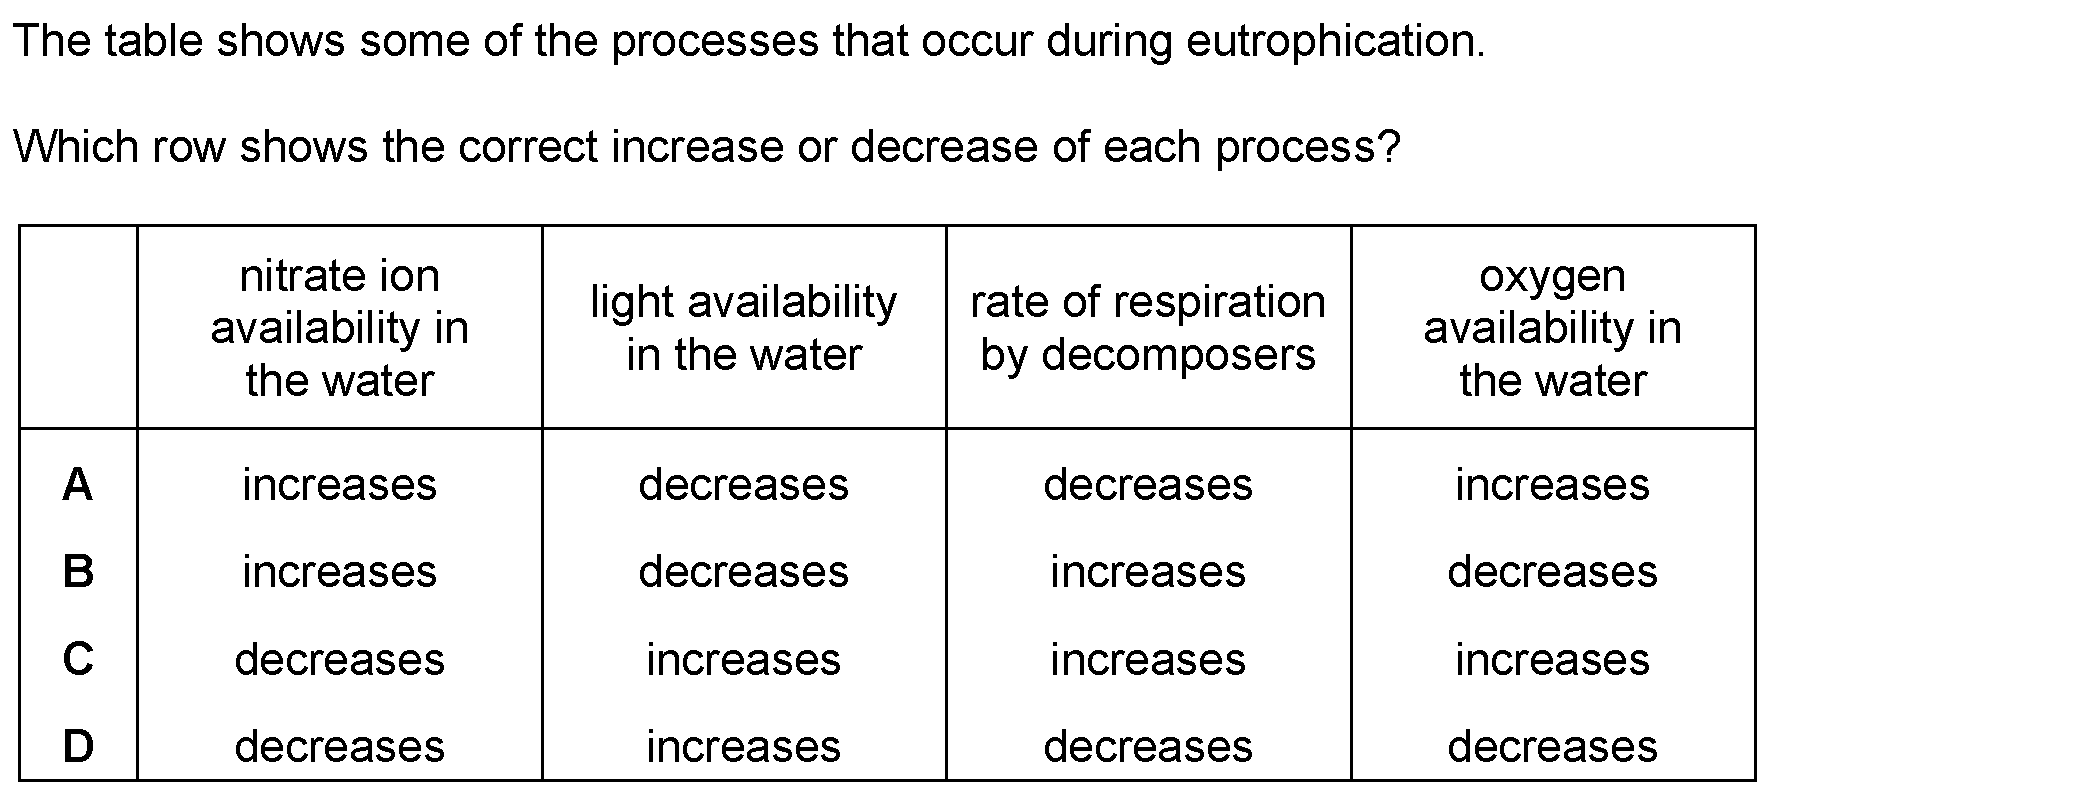 The table shows some of the processes that occur during eutrophication.
Which row shows the correct increase or decrease of each process?
nitrate ion availability in the water light availability in the water rate of respiration by decomposers oxygen availability in the water
A increases decreases decreases increases
B increases decreases increases decreases
C decreases increases increases increases
D decreases increases decreases decreases